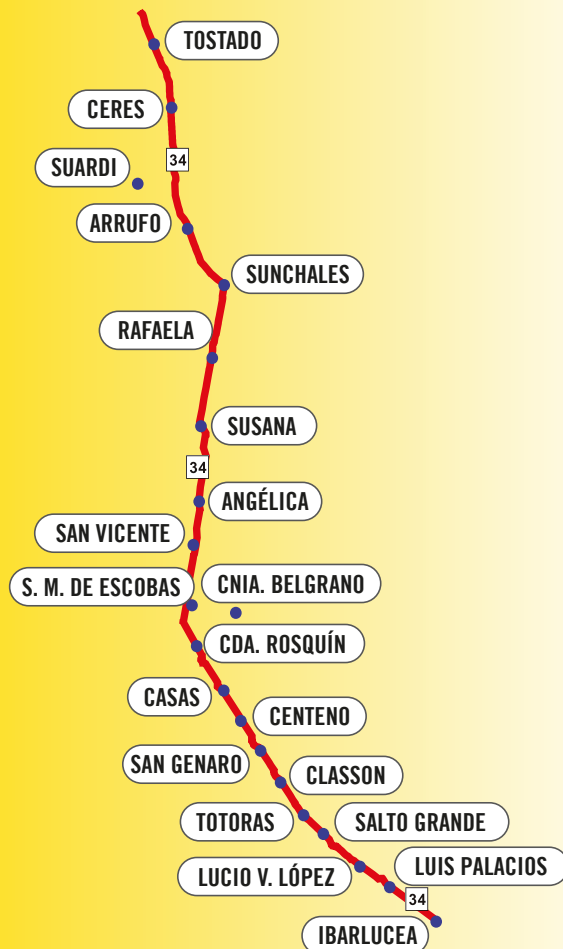 TOSTADO
CERES
34
SUARDI
ARRUFO
SUNCHALES
RAFAELA
SUSANA
34
ANGÉLICA
SAN VICENTE
S. M. DE ESCOBAS
CNIA. BELGRANO
CDA. ROSQUÍN
CASAS
CENTENO
SAN GENARO
CLASSON
TOTORAS
SALTO GRANDE
LUCIO V. LÓPEZ
LUIS PALACIOS
34
IBARLUCEA